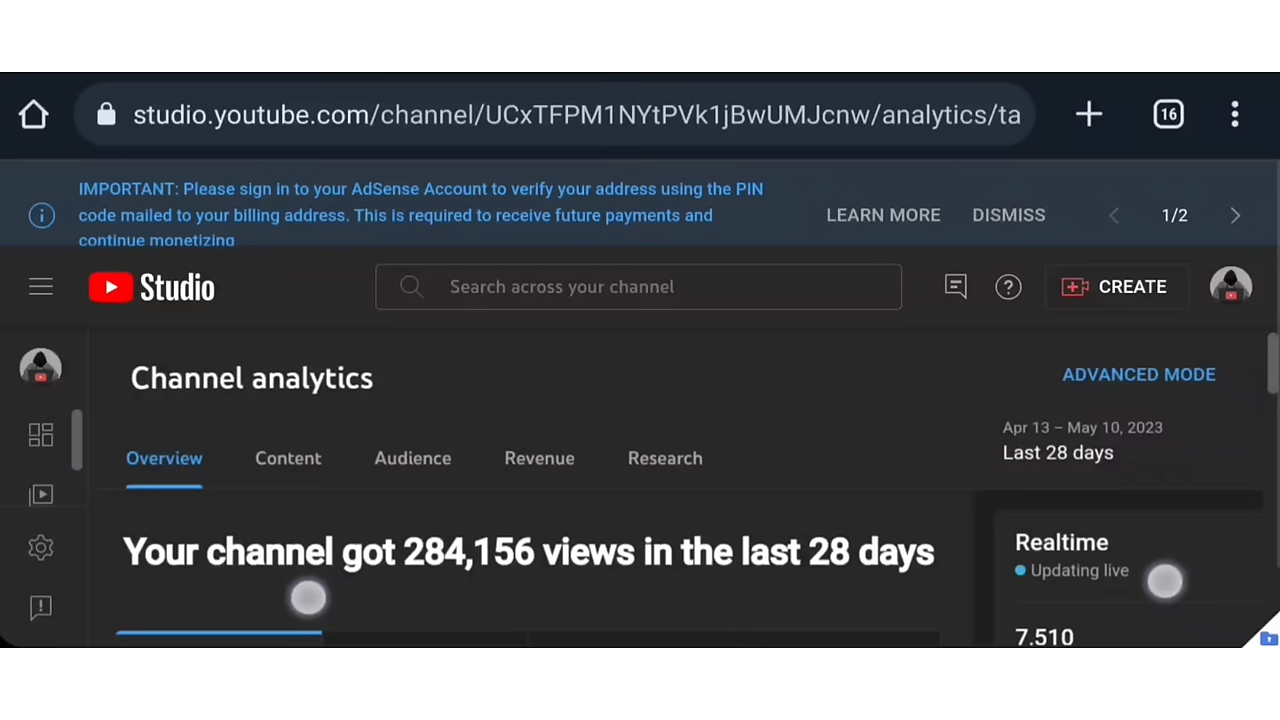 studio.youtube.com/channel/UCxTFPM1NYtPVk1jBwUMJcnw/analytics/ta
16
IMPORTANT: Please sign in to your AdSense Account to verify your address using the PIN
code mailed to your billing address. This is required to receive future payments and
continue monetizing
LEARN MORE
DISMISS
1/2
Studio
Search across your channel
CREATE
Channel analytics
ADVANCED MODE
Apr 13 – May 10, 2023
Last 28 days
Overview
Content
Audience
Revenue
Research
Your channel got 284,156 views in the last 28 days
Realtime
Updating live
7,510